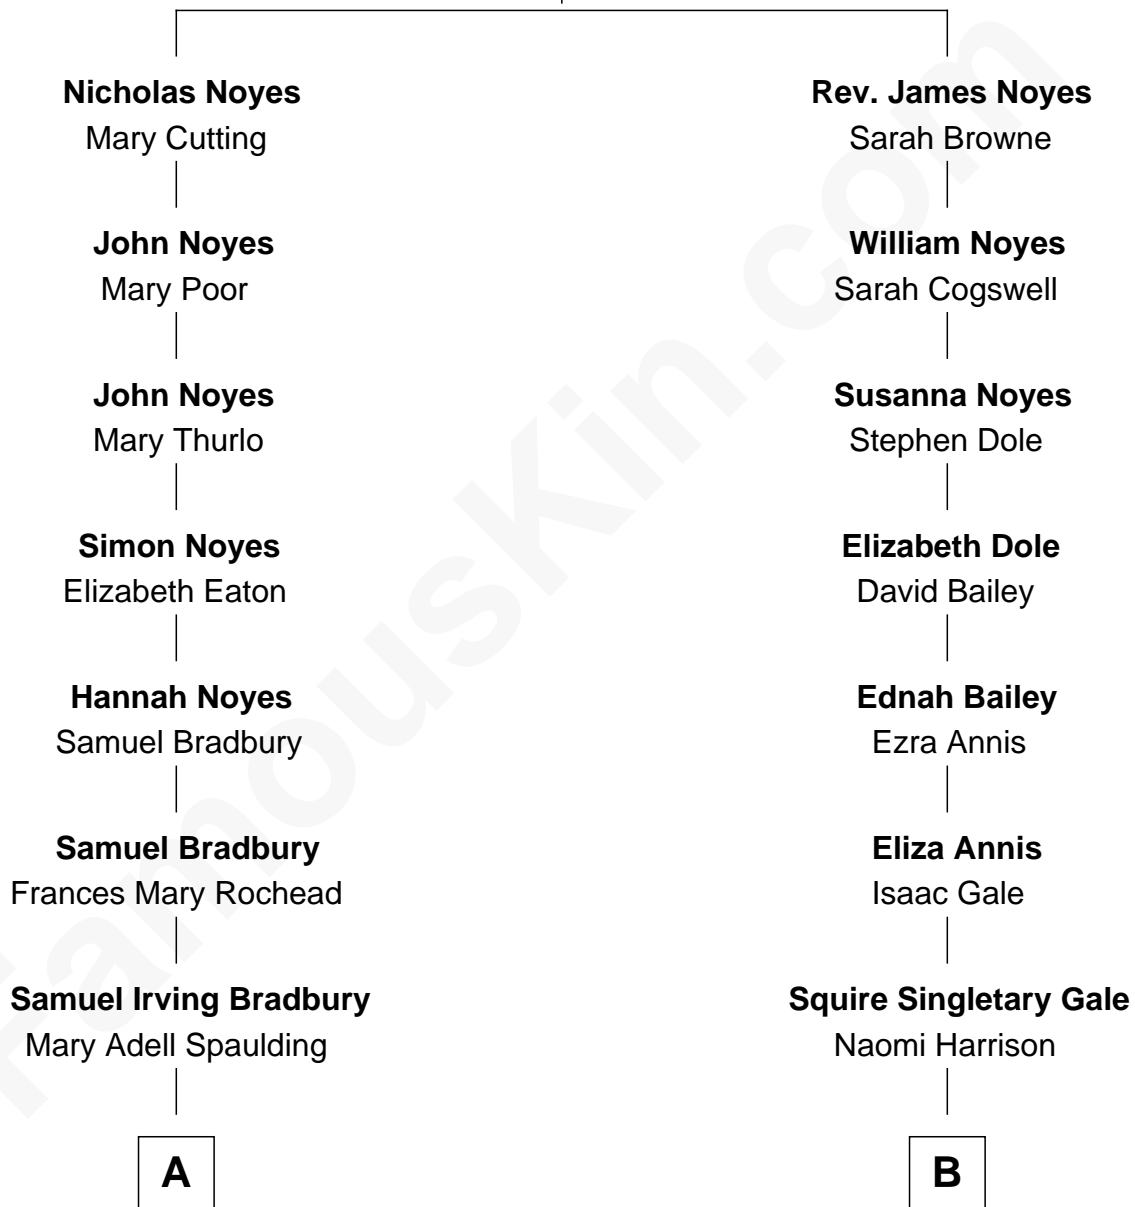 Nicholas Noyes
Mary Cutting
John Noyes
Mary Poor
John Noyes
Mary Thurlo
Simon Noyes
Elizabeth Eaton
Hannah Noyes
Samuel Bradbury
Samuel Bradbury
Frances Mary Rochead
Samuel Irving Bradbury
Mary Adell Spaulding
A
Rev. James Noyes
Sarah Browne
William Noyes
Sarah Cogswell
Susanna Noyes
Stephen Dole
Elizabeth Dole
David Bailey
Ednah Bailey
Ezra Annis
Eliza Annis
Isaac Gale
Squire Singletary Gale
Naomi Harrison
B
FamousKin.com